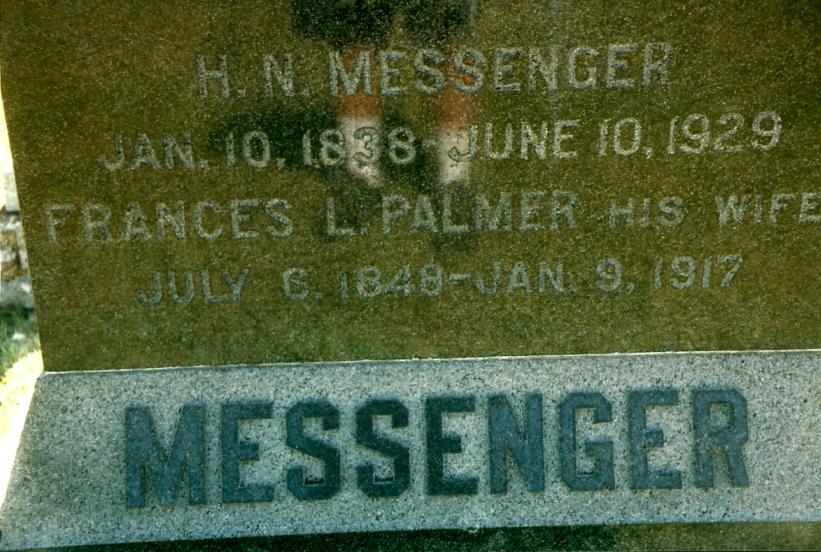 H. N. MESSENGER
JAN. 10, 1838 - JUNE 10, 1929
FRANCES L. PALMER HIS WIFE
JULY 6, 1848 - JAN. 9, 1917
MESSENGER